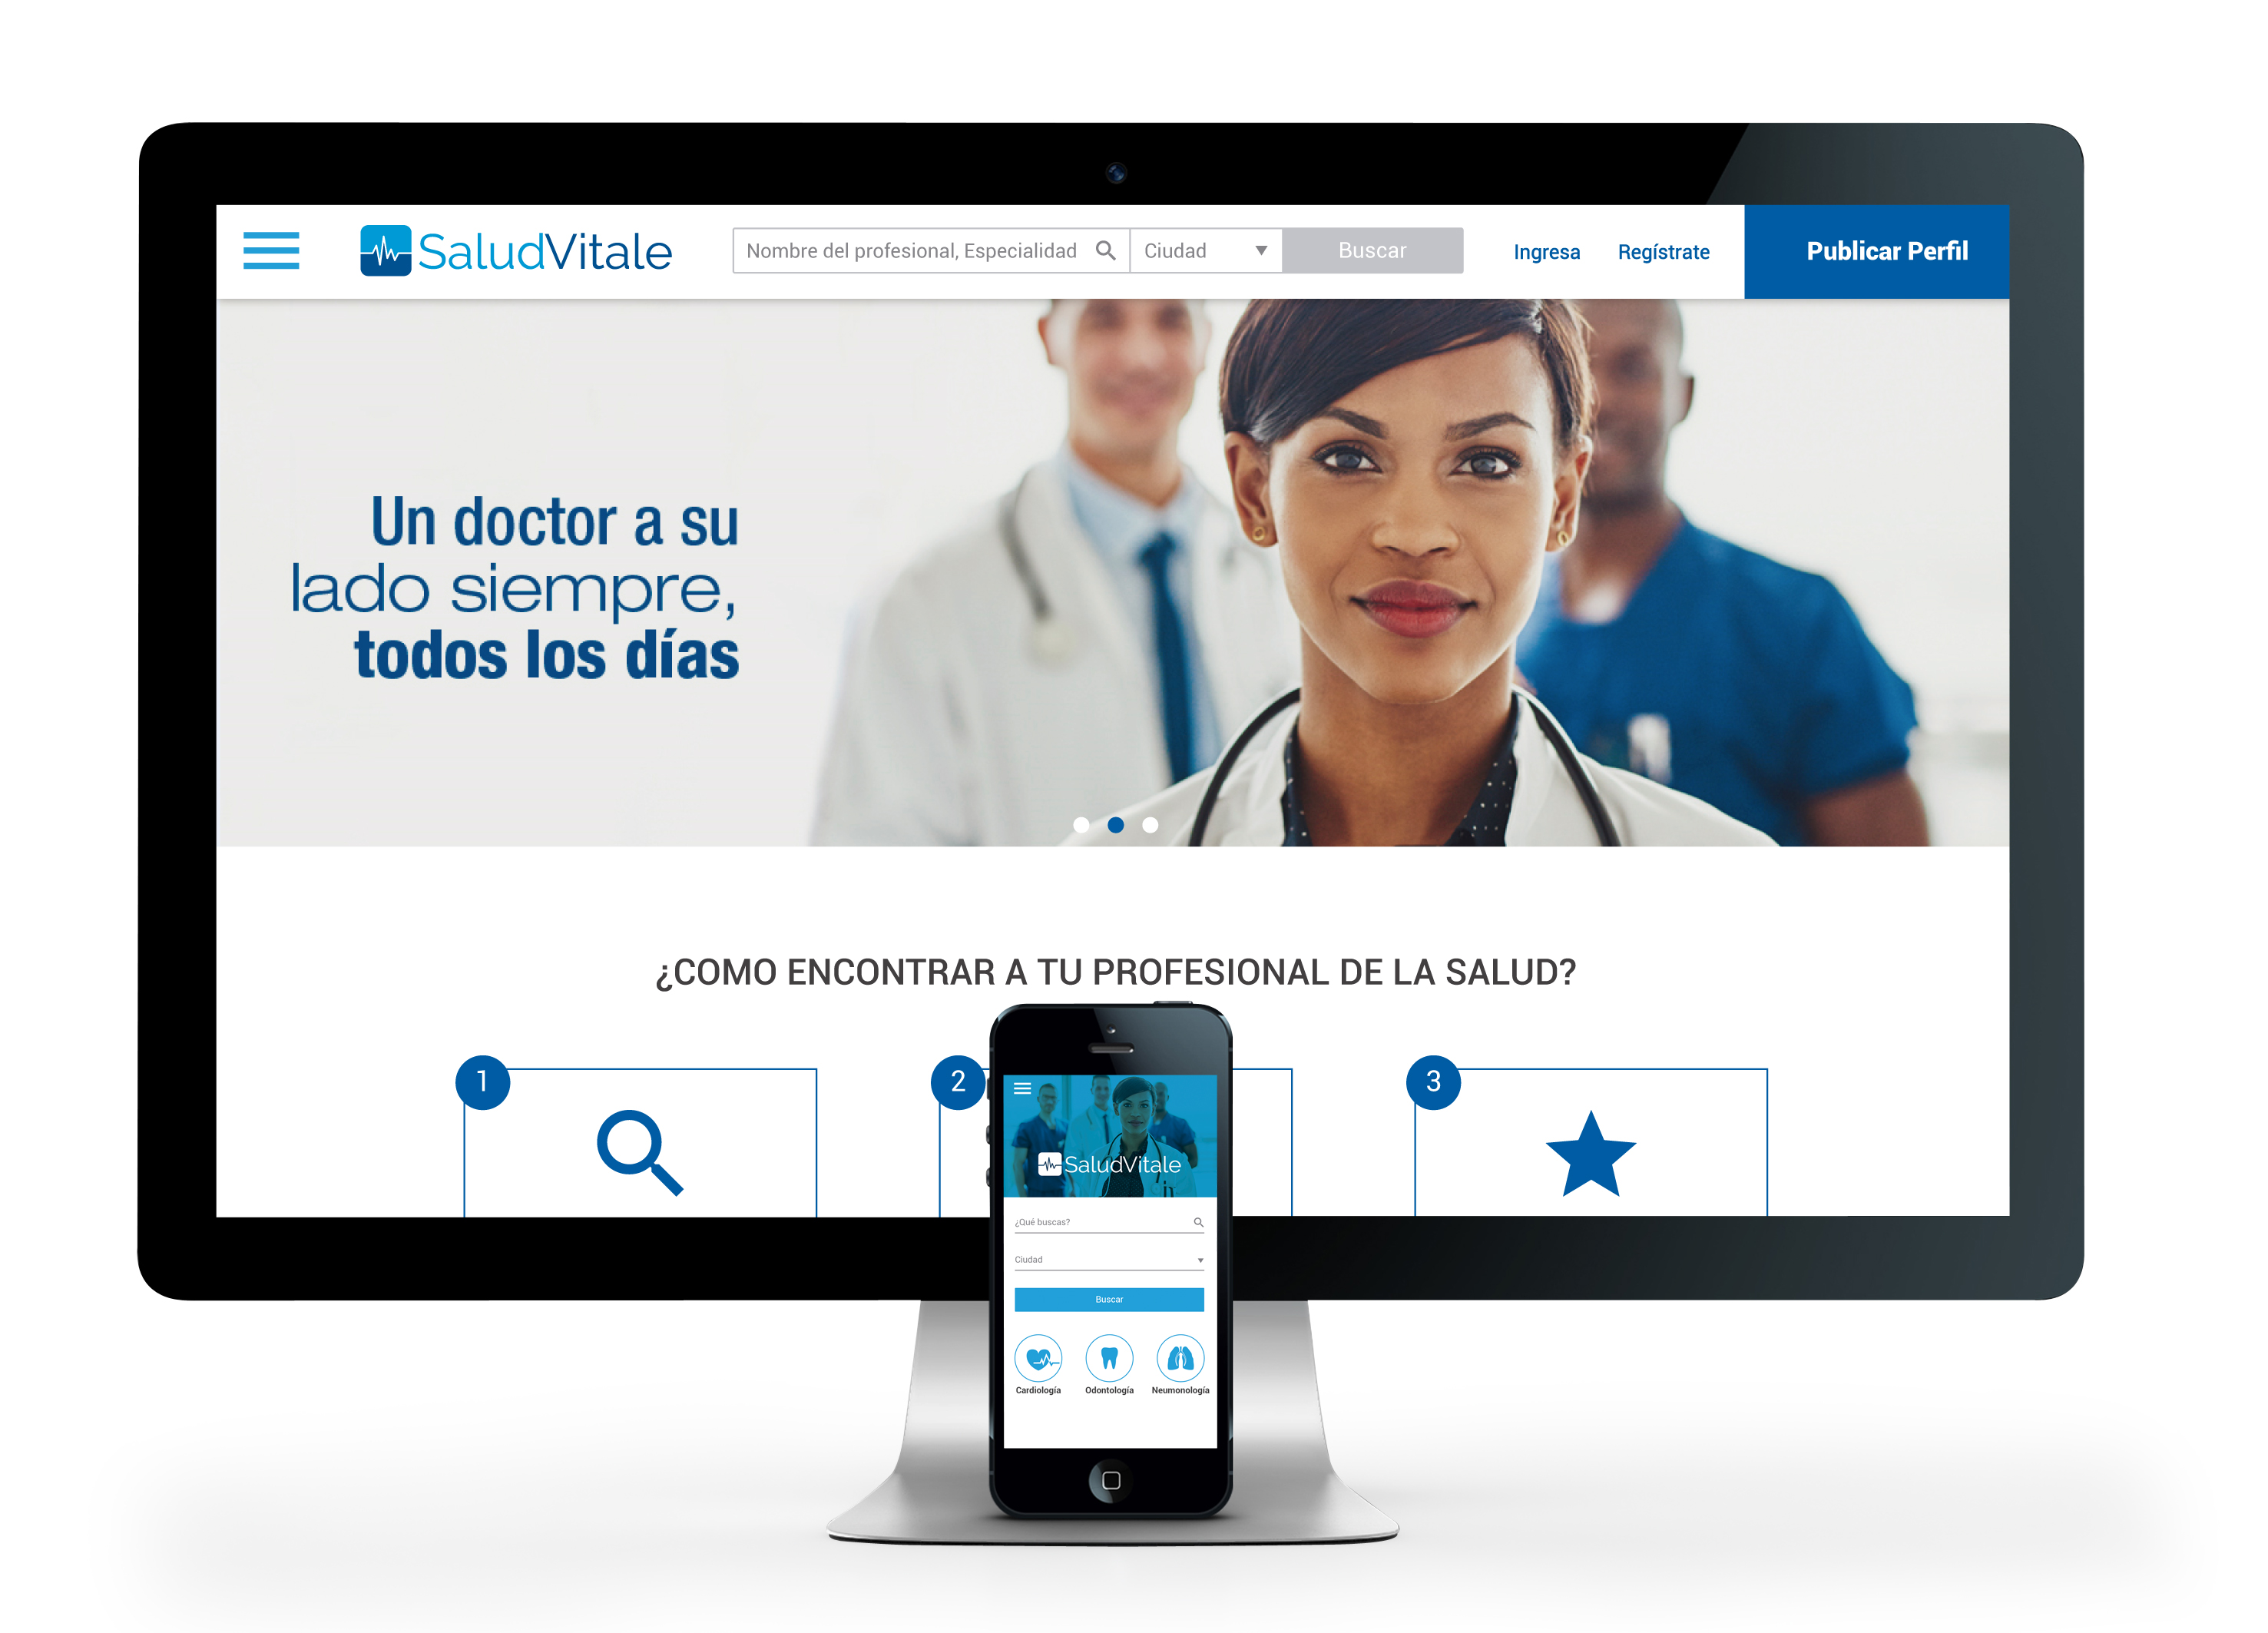 SaludVitale
Nombre del profesional, Especialidad
Ciudad
Buscar
Ingresa
Regístrate
Publicar Perfil
Un doctor a su
lado siempre,
todos los días
¿COMO ENCONTRAR A TU PROFESIONAL DE LA SALUD?
1
2
3
SaludVitale
¿Qué buscas?
Ciudad
Buscar
Cardiología
Odontología
Neumonología